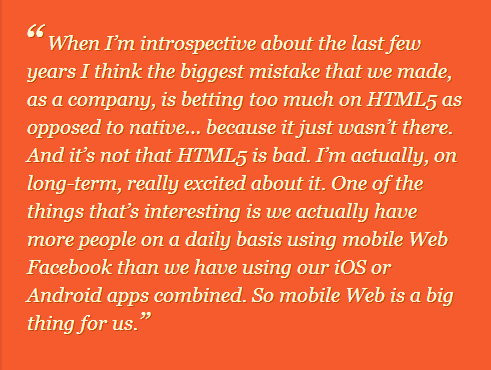 “When I’m introspective about the last few
years I think the biggest mistake that we made,
as a company, is betting too much on HTML5 as
opposed to native... because it just wasn’t there.
And it’s not that HTML5 is bad. I’m actually, on
long-term, really excited about it. One of the
things that’s interesting is we actually have
more people on a daily basis using mobile Web
Facebook than we have using our iOS or
Android apps combined. So mobile Web is a big
thing for us.”